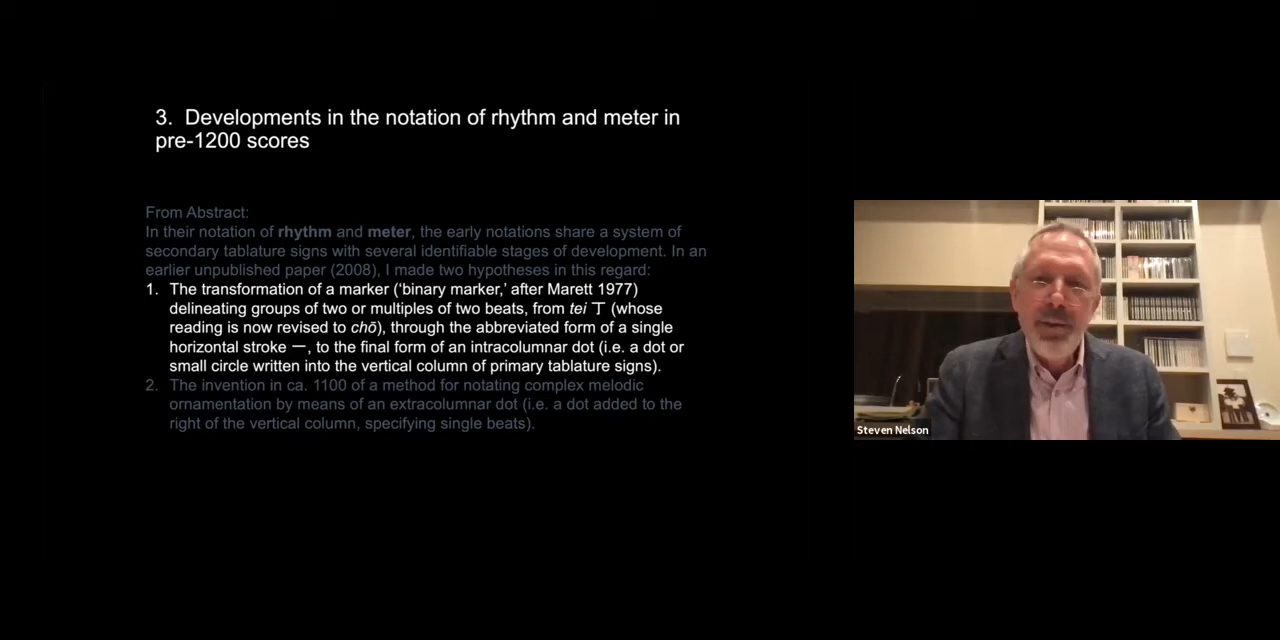 3. Developments in the notation of rhythm and meter in
pre-1200 scores
From Abstract:
In their notation of rhythm and meter, the early notations share a system of
secondary tablature signs with several identifiable stages of development. In an
earlier unpublished paper (2008), I made two hypotheses in this regard:
1. The transformation of a marker (‘binary marker,’ after Marett 1977)
delineating groups of two or multiples of two beats, from tei 丁 (whose
reading is now revised to chō), through the abbreviated form of a single
horizontal stroke 一, to the final form of an intracolumnar dot (i.e. a dot or
small circle written into the vertical column of primary tablature signs).
2. The invention in ca. 1100 of a method for notating complex melodic
ornamentation by means of an extracolumnar dot (i.e. a dot added to the
right of the vertical column, specifying single beats).
Steven Nelson